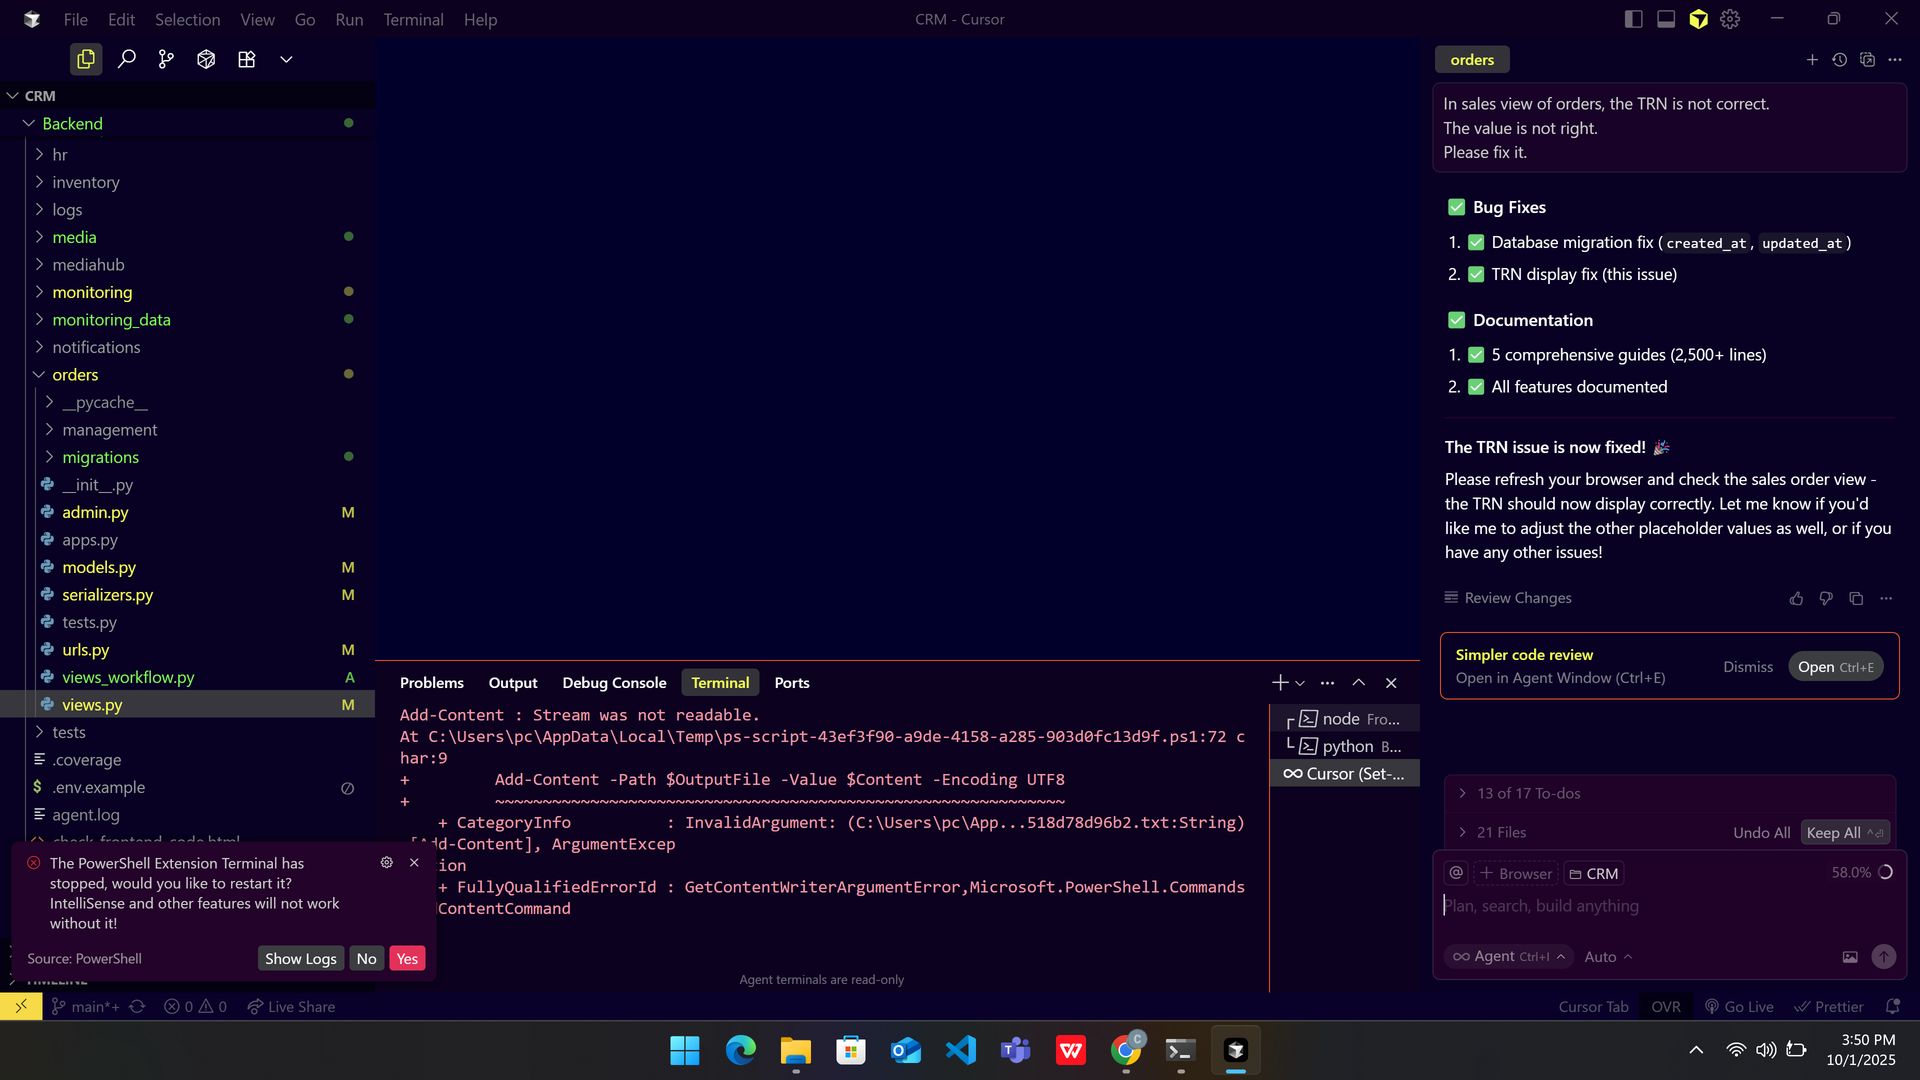 File Edit Selection View Go Run Terminal Help
CRM - Cursor
CRM
Backend
hr
inventory
logs
media
mediahub
monitoring
monitoring_data
notifications
orders
__pycache__
management
migrations
__init__.py
admin.py M
apps.py
models.py M
serializers.py M
tests.py
urls.py M
views_workflow.py A
views.py M
tests
.coverage
$ .env.example
agent.log
check_frontend_code.html
The PowerShell Extension Terminal has
stopped, would you like to restart it?
IntelliSense and other features will not work
without it!
Source: PowerShell
Show Logs No Yes
TIMELINE
Problems Output Debug Console Terminal Ports
Add-Content : Stream was not readable.
At C:\Users\pc\AppData\Local\Temp\ps-script-43ef3f90-a9de-4158-a285-903d0fc13d9f.ps1:72 c
har:9
+         Add-Content -Path $OutputFile -Value $Content -Encoding UTF8
+         ~~~~~~~~~~~~~~~~~~~~~~~~~~~~~~~~~~~~~~~~~~~~~~~~~~~~~~~~~~~~
+ CategoryInfo          : InvalidArgument: (C:\Users\pc\App...518d78d96b2.txt:String)
[Add-Content], ArgumentExcep
tion
+ FullyQualifiedErrorId : GetContentWriterArgumentError,Microsoft.PowerShell.Commands
dContentCommand
Agent terminals are read-only
node Fro...
python B...
Cursor (Set-...
orders
In sales view of orders, the TRN is not correct.
The value is not right.
Please fix it.
✅ Bug Fixes
1. ✅ Database migration fix (created_at, updated_at)
2. ✅ TRN display fix (this issue)
✅ Documentation
1. ✅ 5 comprehensive guides (2,500+ lines)
2. ✅ All features documented
The TRN issue is now fixed! 🎉
Please refresh your browser and check the sales order view -
the TRN should now display correctly. Let me know if you'd
like me to adjust the other placeholder values as well, or if you
have any other issues!
Review Changes
Simpler code review
Open in Agent Window (Ctrl+E)
Dismiss
Open Ctrl+E
13 of 17 To-dos
21 Files
Undo All Keep All
@ + Browser CRM 58.0%
Plan, search, build anything
Agent Ctrl+I Auto
main*+ 0 0 Live Share
Cursor Tab OVR Go Live Prettier
3:50 PM
10/1/2025